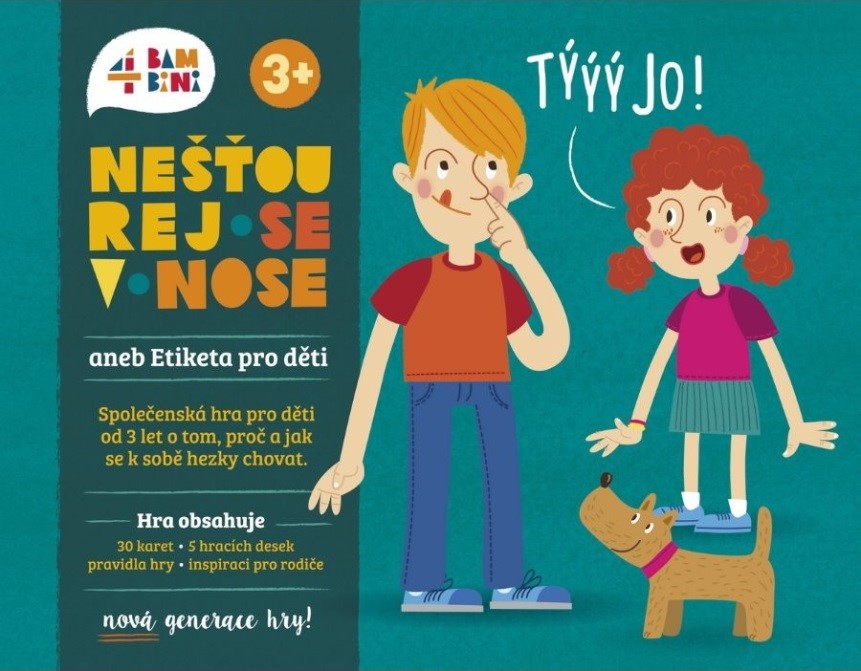 4 BAM
BINI
3+
NEŠŤOU
REJ • SE
V • NOSE
aneb Etiketa pro děti
Společenská hra pro děti
od 3 let o tom, proč a jak
se k sobě hezky chovat.
Hra obsahuje
30 karet • 5 hracích desek
pravidla hry • inspiraci pro rodiče
nová generace hry!
TÝÝÝ JO!